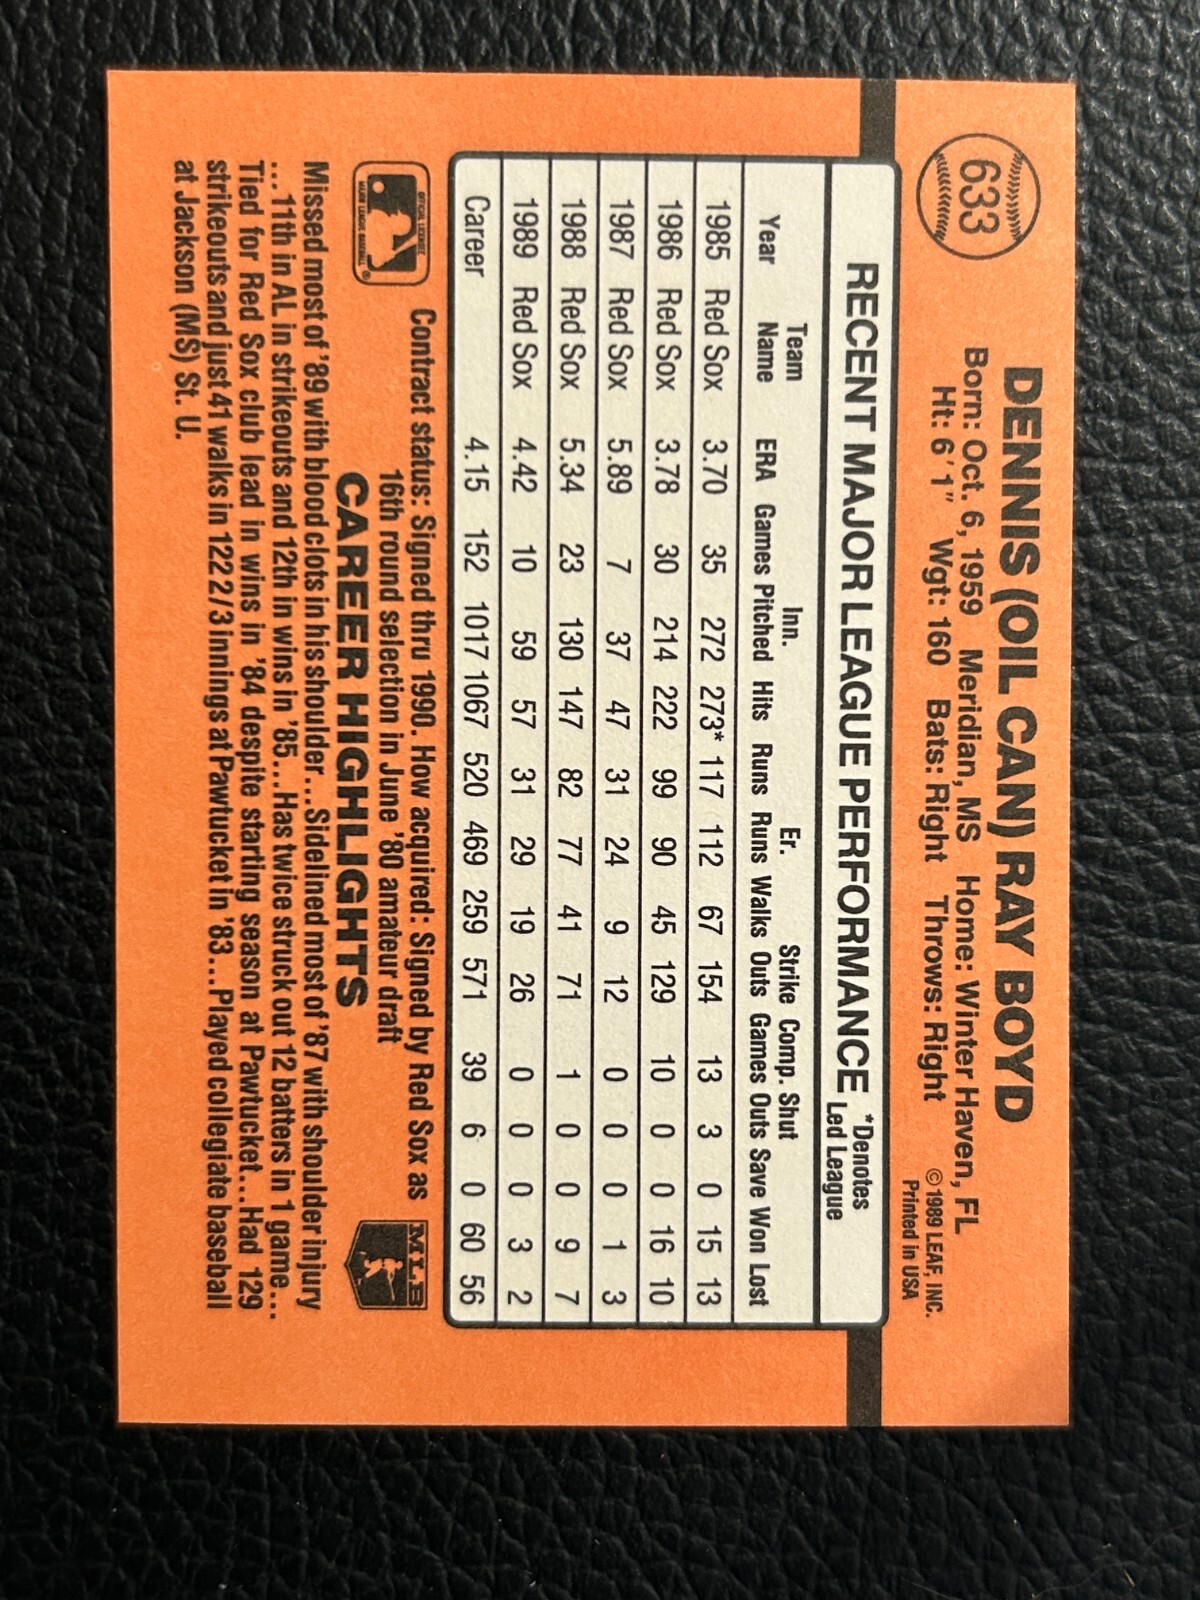 633
DENNIS (OIL CAN) RAY BOYD
Born: Oct. 6, 1959 Meridian, MS Home: Winter Haven, FL
Ht: 6'1" Wgt: 160 Bats: Right Throws: Right
© 1989 LEAF, INC.
Printed in USA
RECENT MAJOR LEAGUE PERFORMANCE *Denotes
Led League
Team Inn. Er. Strike Comp. Shut
Year Name ERA Games Pitched Hits Runs Runs Walks Outs Games Outs Save Won Lost
1985 Red Sox 3.70 35 272 273* 117 112 67 154 13 3 0 15 13
1986 Red Sox 3.78 30 214 222 99 90 45 129 10 0 0 16 10
1987 Red Sox 5.89 7 37 47 31 24 9 12 0 0 0 1 3
1988 Red Sox 5.34 23 130 147 82 77 41 71 1 0 0 9 7
1989 Red Sox 4.42 10 59 57 31 29 19 26 0 0 0 3 2
Career 4.15 152 1017 1067 520 469 259 571 39 6 0 60 56
OFFICIAL LICENSEE
MAJOR LEAGUE BASEBALL
®
Contract status: Signed thru 1990. How acquired: Signed by Red Sox as
16th round selection in June '80 amateur draft
MLB
CAREER HIGHLIGHTS
Missed most of '89 with blood clots in his shoulder...Sidelined most of '87 with shoulder injury
...11th in AL in strikeouts and 12th in wins in '85...Has twice struck out 12 batters in 1 game...
Tied for Red Sox club lead in wins in '84 despite starting season at Pawtucket...Had 129
strikeouts and just 41 walks in 122 2/3 innings at Pawtucket in '83...Played collegiate baseball
at Jackson (MS) St. U.